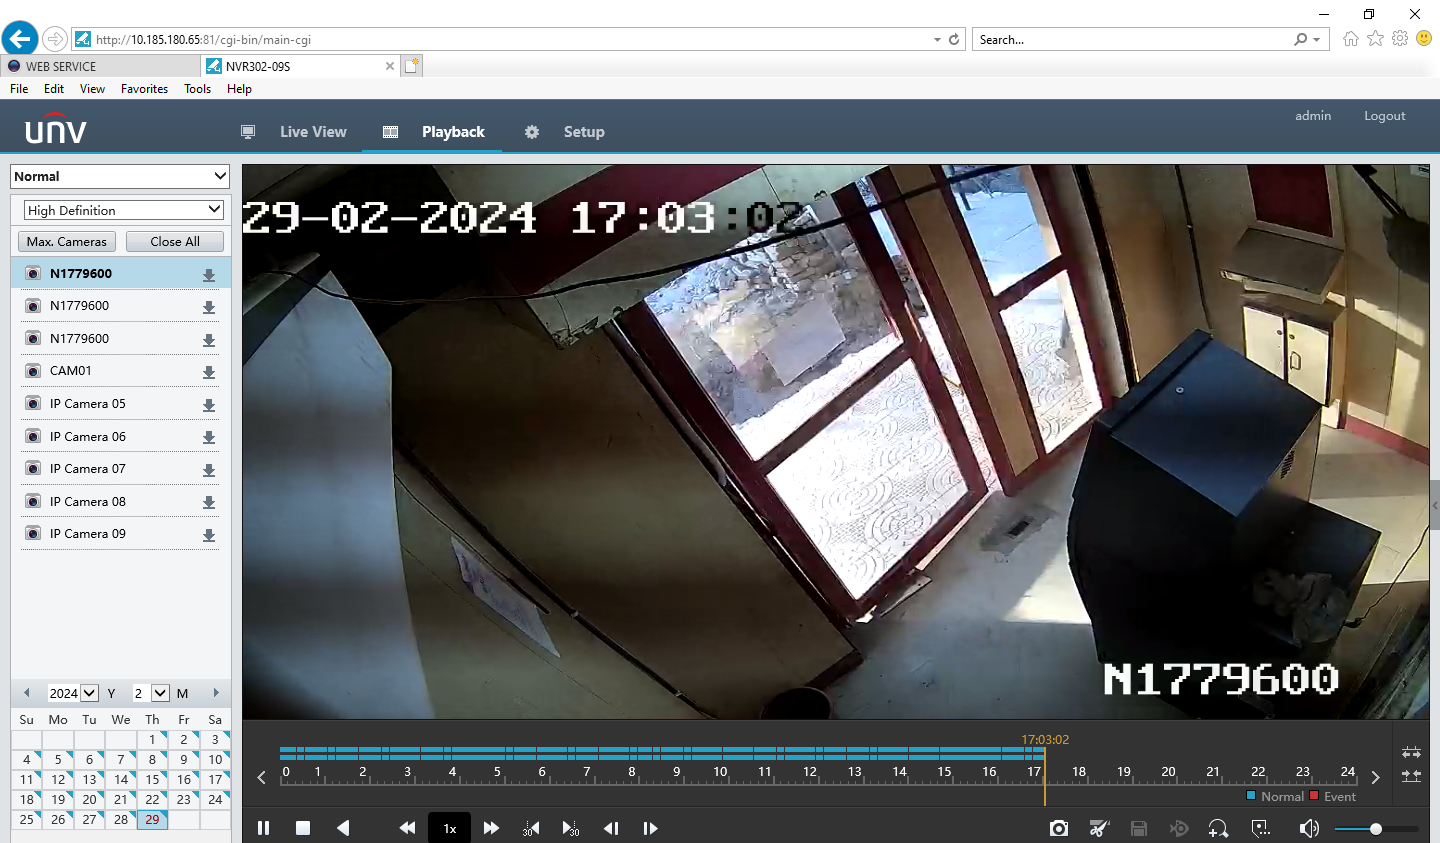 http://10.185.180.65:81/cgi-bin/main-cgi
Search...
WEB SERVICE
NVR302-09S
File Edit View Favorites Tools Help
admin Logout
unv
Live View Playback Setup
Normal
High Definition
Max. Cameras Close All
N1779600
N1779600
N1779600
CAM01
IP Camera 05
IP Camera 06
IP Camera 07
IP Camera 08
IP Camera 09
2024 Y 2 M
Su Mo Tu We Th Fr Sa
1 2 3
4 5 6 7 8 9 10
11 12 13 14 15 16 17
18 19 20 21 22 23 24
25 26 27 28 29
29-02-2024 17:03:02
N1779600
17:03:02
0 1 2 3 4 5 6 7 8 9 10 11 12 13 14 15 16 17 18 19 20 21 22 23 24
Normal Event
1x
30 30